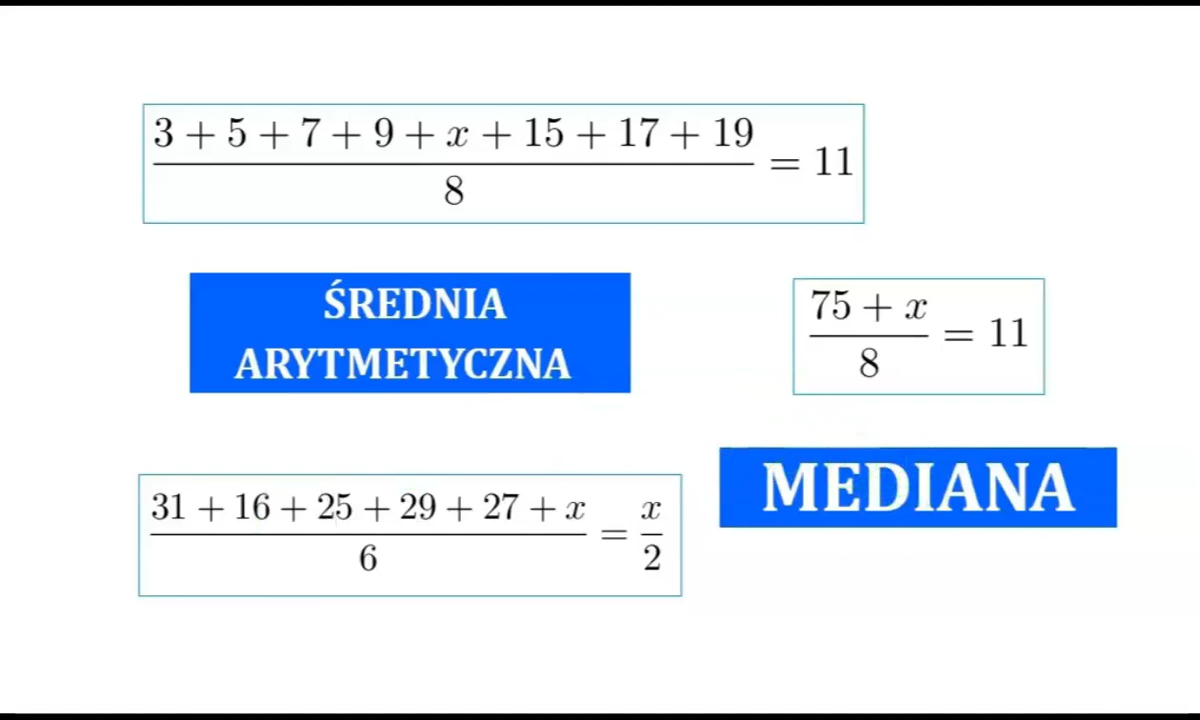 3 + 5 + 7 + 9 + x + 15 + 17 + 19
8
= 11
ŚREDNIA
ARYTMETYCZNA
75 + x
8
= 11
MEDIANA
31 + 16 + 25 + 29 + 27 + x
6
=
x
2